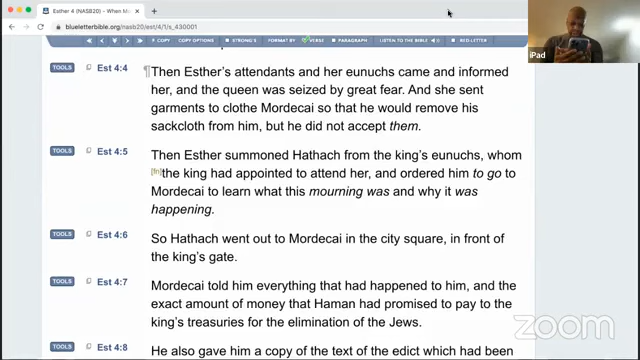 Esther 4 (NASB20) - When Mo
blueletterbible.org/nasb20/est/4/1/s_430001
COPY COPY OPTIONS STRONG'S FORMAT BY VERSE PARAGRAPH LISTEN TO THE BIBLE RED-LETTER
iPad
TOOLS Est 4:4 ¶Then Esther's attendants and her eunuchs came and informed
her, and the queen was seized by great fear. And she sent
garments to clothe Mordecai so that he would remove his
sackcloth from him, but he did not accept them.
TOOLS Est 4:5 Then Esther summoned Hathach from the king's eunuchs, whom
[fn]the king had appointed to attend her, and ordered him to go to
Mordecai to learn what this mourning was and why it was
happening.
TOOLS Est 4:6 So Hathach went out to Mordecai in the city square, in front of
the king's gate.
TOOLS Est 4:7 Mordecai told him everything that had happened to him, and the
exact amount of money that Haman had promised to pay to the
king's treasuries for the elimination of the Jews.
zoom
TOOLS Est 4:8 He also gave him a copy of the text of the edict which had been